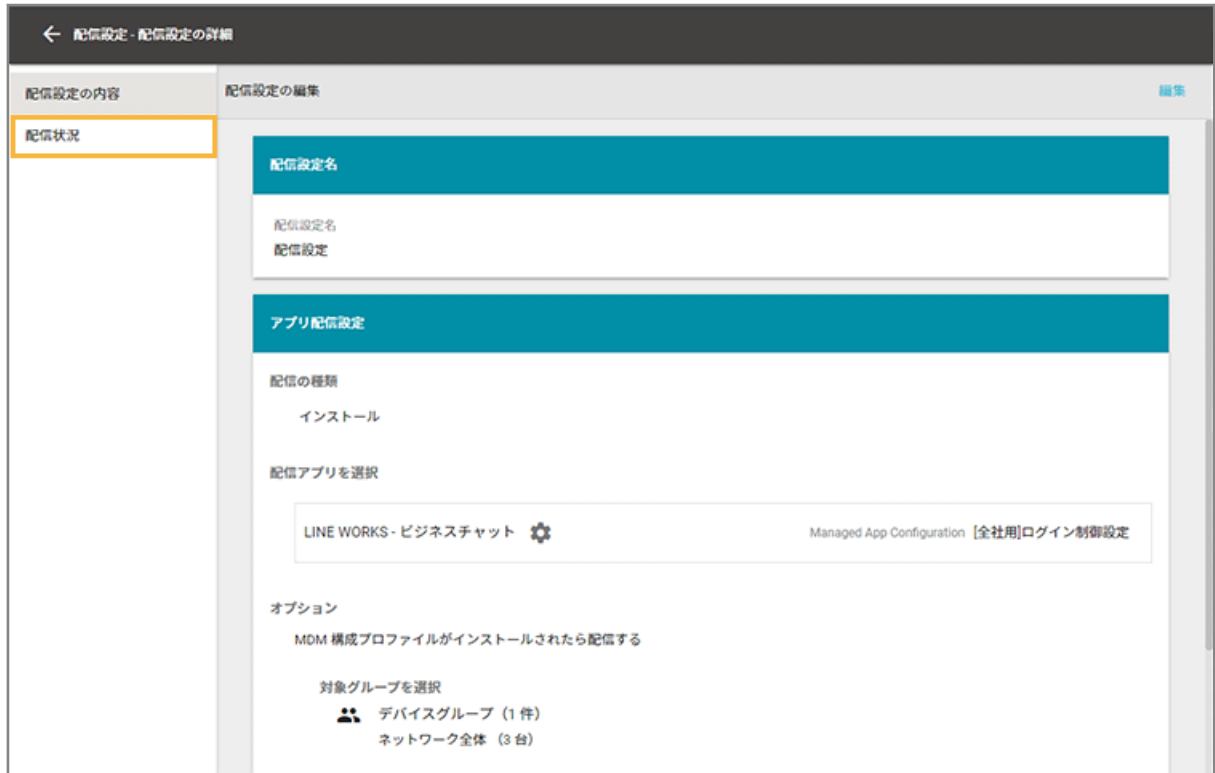 配信設定 - 配信設定の詳細
配信設定の内容
配信状況
配信設定の編集
編集
配信設定名
配信設定名
配信設定
アプリ配信設定
配信の種類
インストール
配信アプリを選択
LINE WORKS - ビジネスチャット
Managed App Configuration [全社用]ログイン制御設定
オプション
MDM 構成プロファイルがインストールされたら配信する
対象グループを選択
デバイスグループ（1 件）
ネットワーク全体 （3 台）